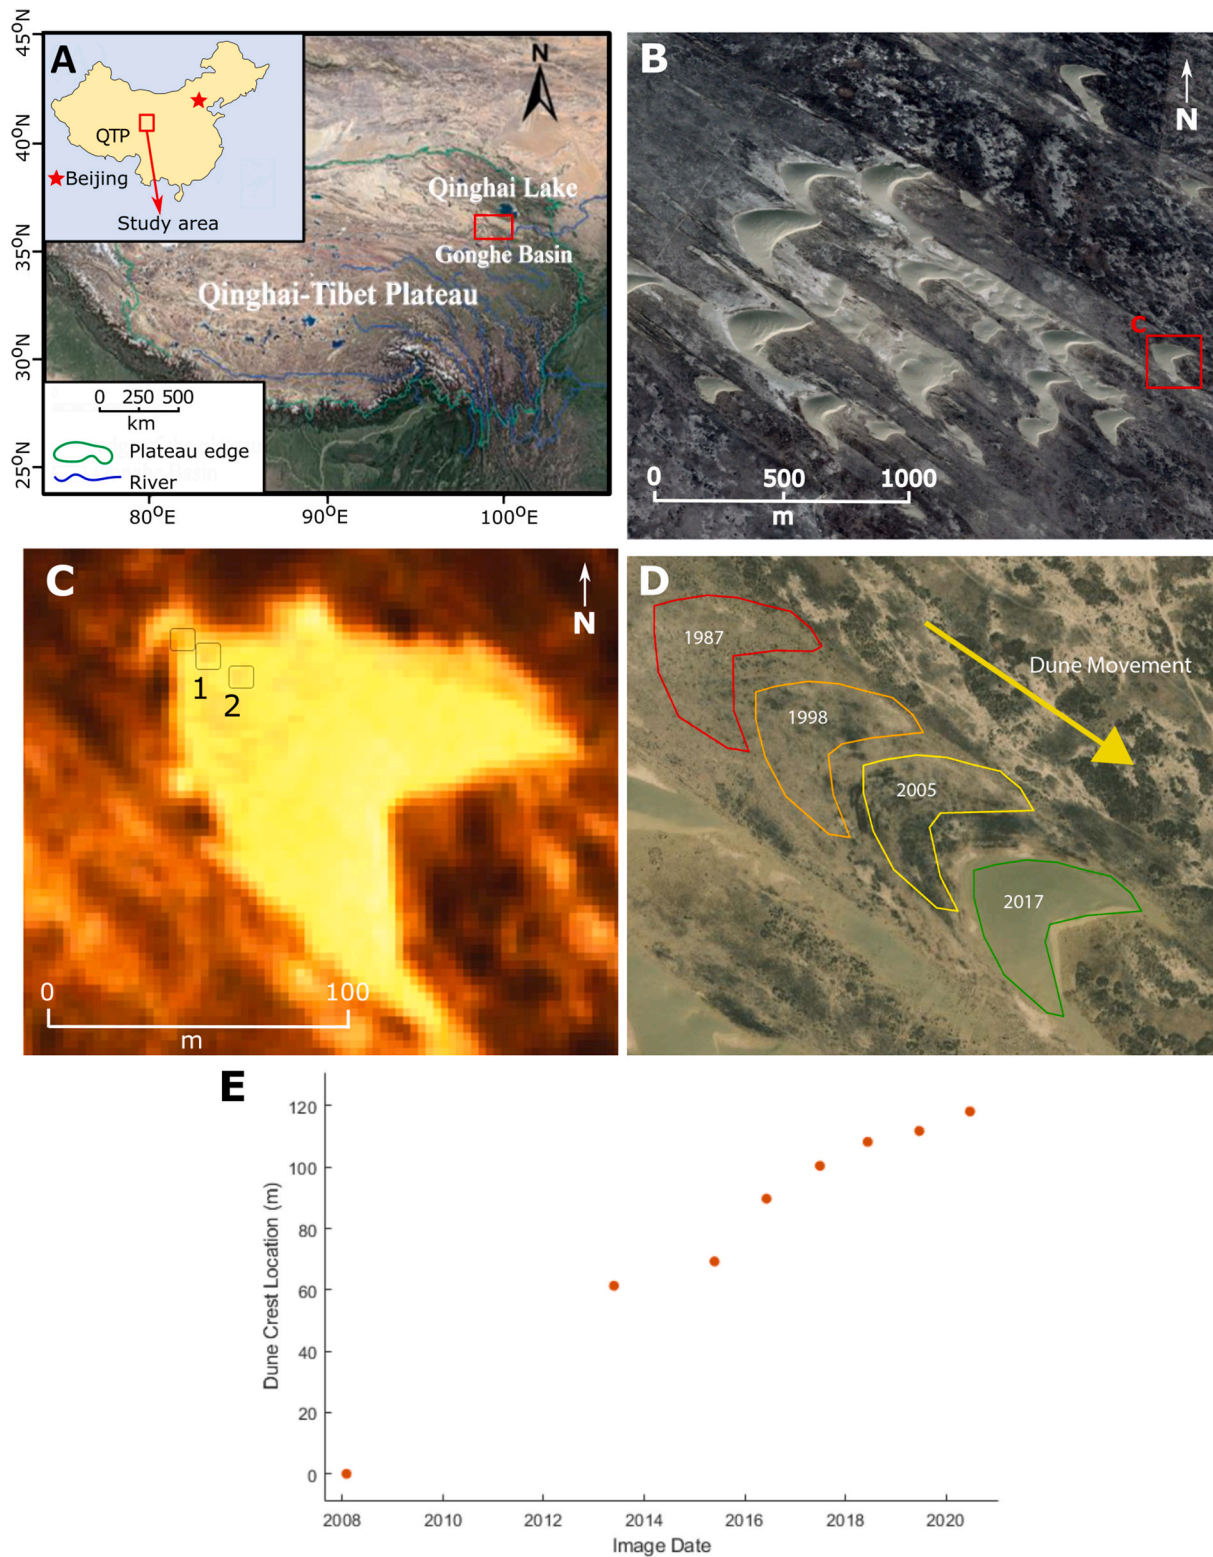 A
N
QTP
Beijing
Study area
Qinghai Lake
Gonghe Basin
Qinghai-Tibet Plateau
0 250 500
km
Plateau edge
River
45°N
40°N
35°N
30°N
25°N
80°E 90°E 100°E
B
N
C
0 500 1000
m
C
N
1
2
0 100
m
D
1987
1998
2005
2017
Dune Movement
E
Dune Crest Location (m)
120
100
80
60
40
20
0
2008 2010 2012 2014 2016 2018 2020
Image Date